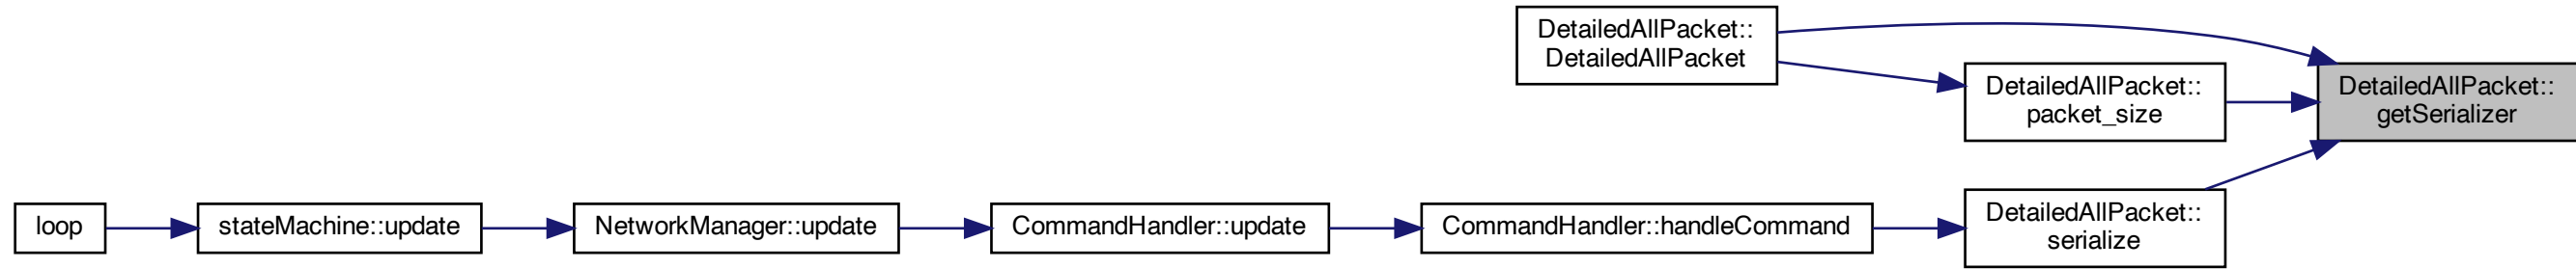 DetailedAllPacket::
DetailedAllPacket
DetailedAllPacket::
packet_size
DetailedAllPacket::
getSerializer
loop
stateMachine::update
NetworkManager::update
CommandHandler::update
CommandHandler::handleCommand
DetailedAllPacket::
serialize